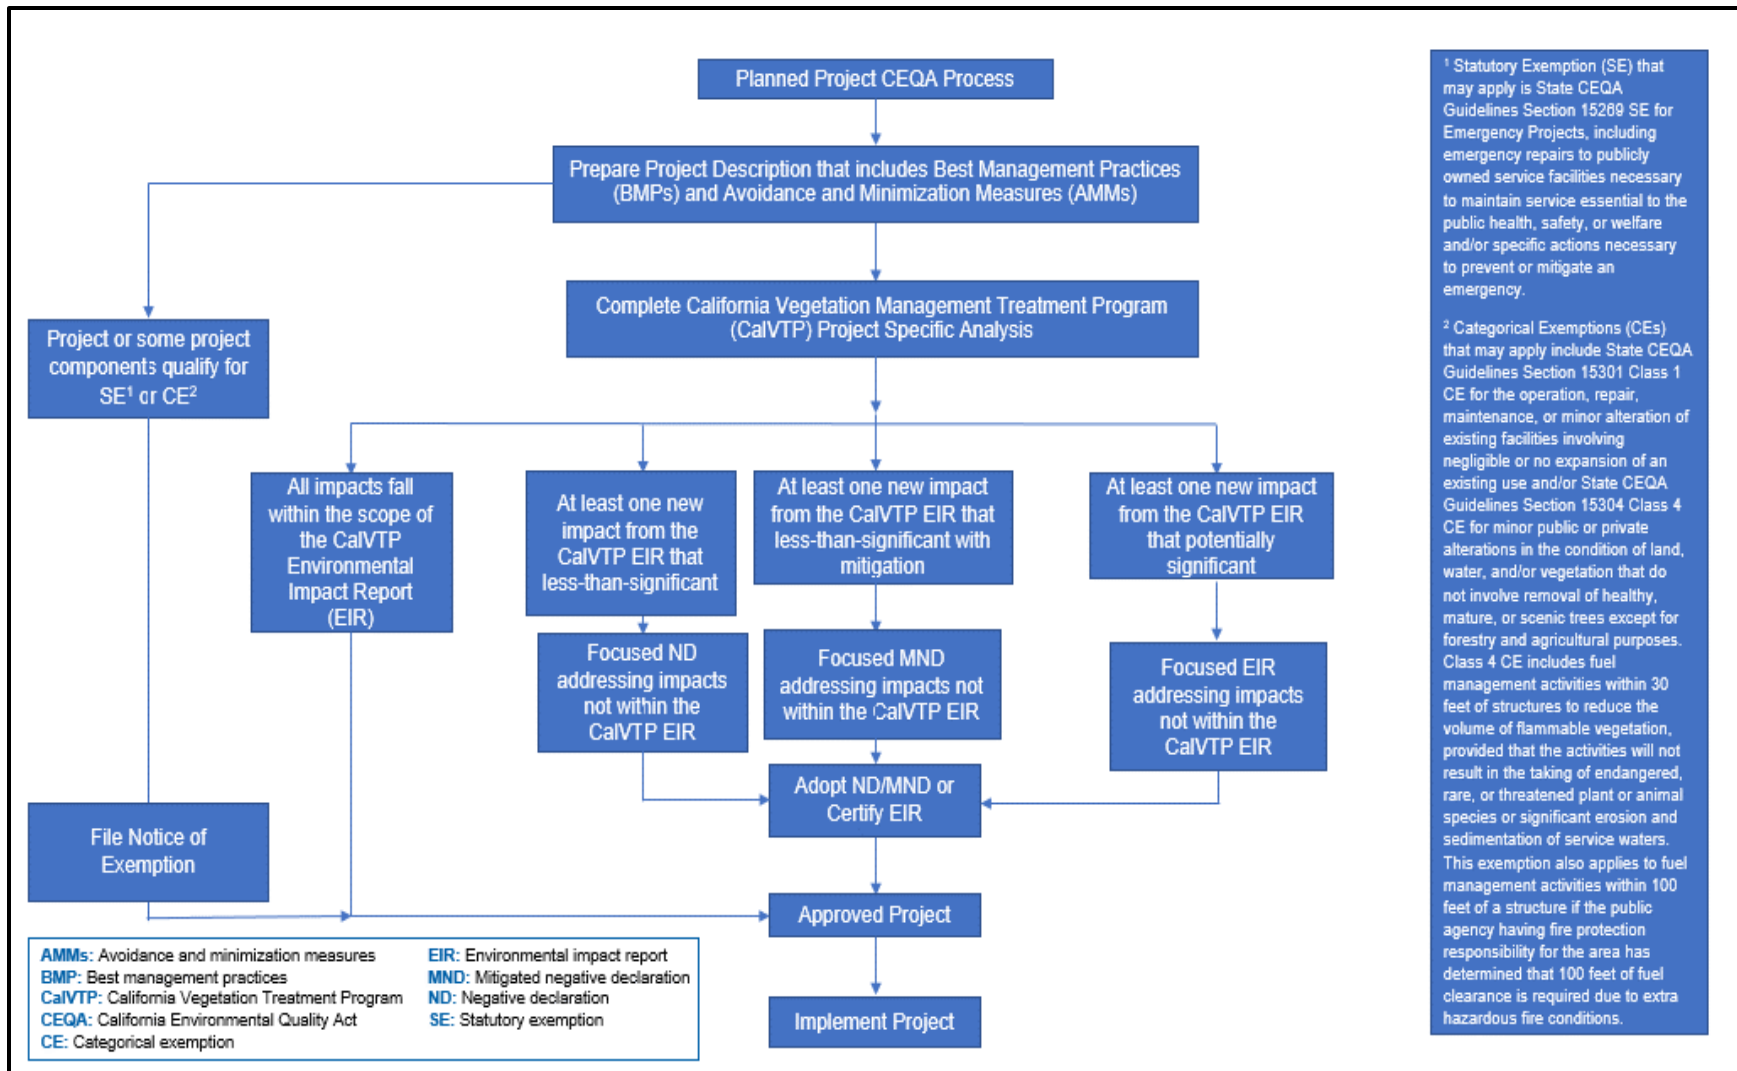 Planned Project CEQA Process
Prepare Project Description that includes Best Management Practices
(BMPs) and Avoidance and Minimization Measures (AMMs)
Complete California Vegetation Management Treatment Program
(CalVTP) Project Specific Analysis
Project or some project
components qualify for
SE¹ or CE²
All impacts fall
within the scope of
the CalVTP
Environmental
Impact Report
(EIR)
At least one new
impact from the
CalVTP EIR that
less-than-significant
At least one new impact
from the CalVTP EIR that
less-than-significant with
mitigation
At least one new impact
from the CalVTP EIR
that potentially
significant
Focused ND
addressing impacts
not within the
CalVTP EIR
Focused MND
addressing impacts not
within the CalVTP EIR
Focused EIR
addressing impacts
not within the
CalVTP EIR
Adopt ND/MND or
Certify EIR
File Notice of
Exemption
Approved Project
Implement Project
AMMs: Avoidance and minimization measures
BMP: Best management practices
CalVTP: California Vegetation Treatment Program
CEQA: California Environmental Quality Act
CE: Categorical exemption
EIR: Environmental impact report
MND: Mitigated negative declaration
ND: Negative declaration
SE: Statutory exemption
¹ Statutory Exemption (SE) that
may apply is State CEQA
Guidelines Section 15269 SE for
Emergency Projects, including
emergency repairs to publicly
owned service facilities necessary
to maintain service essential to the
public health, safety, or welfare
and/or specific actions necessary
to prevent or mitigate an
emergency.
² Categorical Exemptions (CEs)
that may apply include State CEQA
Guidelines Section 15301 Class 1
CE for the operation, repair,
maintenance, or minor alteration of
existing facilities involving
negligible or no expansion of an
existing use and/or State CEQA
Guidelines Section 15304 Class 4
CE for minor public or private
alterations in the condition of land,
water, and/or vegetation that do
not involve removal of healthy,
mature, or scenic trees except for
forestry and agricultural purposes.
Class 4 CE includes fuel
management activities within 30
feet of structures to reduce the
volume of flammable vegetation,
provided that the activities will not
result in the taking of endangered,
rare, or threatened plant or animal
species or significant erosion and
sedimentation of service waters.
This exemption also applies to fuel
management activities within 100
feet of a structure if the public
agency having fire protection
responsibility for the area has
determined that 100 feet of fuel
clearance is required due to extra
hazardous fire conditions.